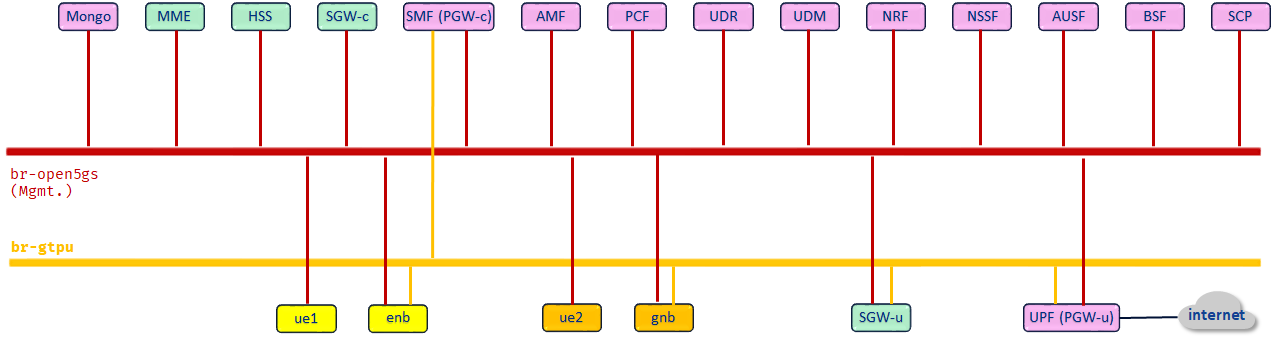 Mongo
MME
HSS
SGW-c
SMF (PGW-c)
AMF
PCF
UDR
UDM
NRF
NSSF
AUSF
BSF
SCP
br-open5gs
(Mgmt.)
br-gtpu
ue1
enb
ue2
gnb
SGW-u
UPF (PGW-u)
internet